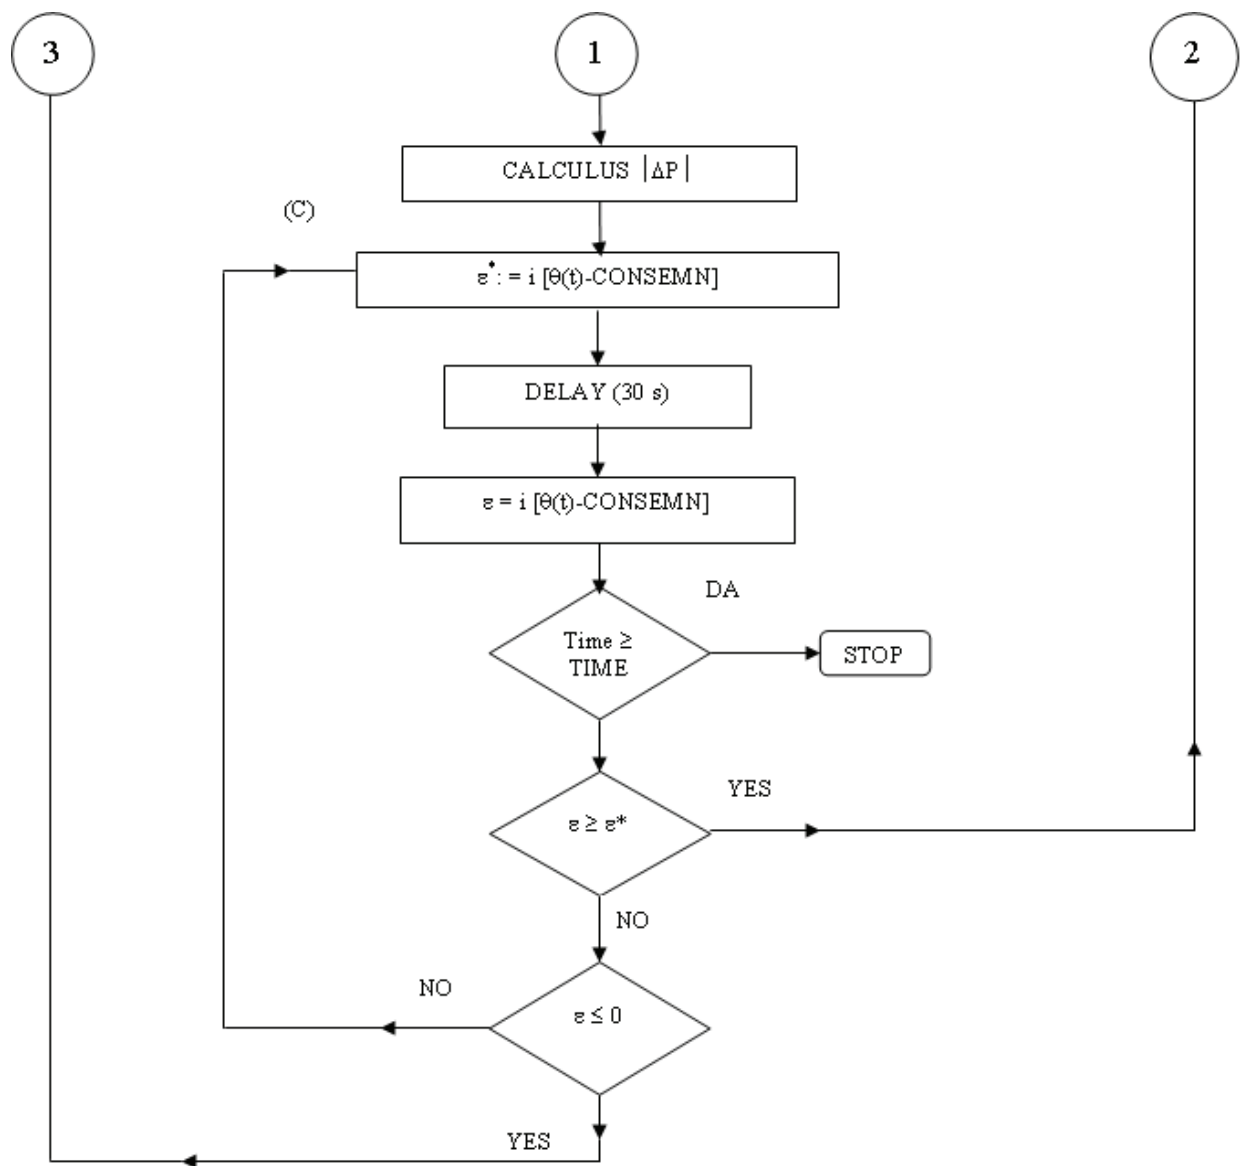 3
1
2
CALCULUS |ΔP|
(C)
ε*: = i [θ(t)-CONSEMN]
DELAY (30 s)
ε = i [θ(t)-CONSEMN]
DA
Time ≥
TIME
STOP
YES
ε ≥ ε*
NO
NO
ε ≤ 0
YES